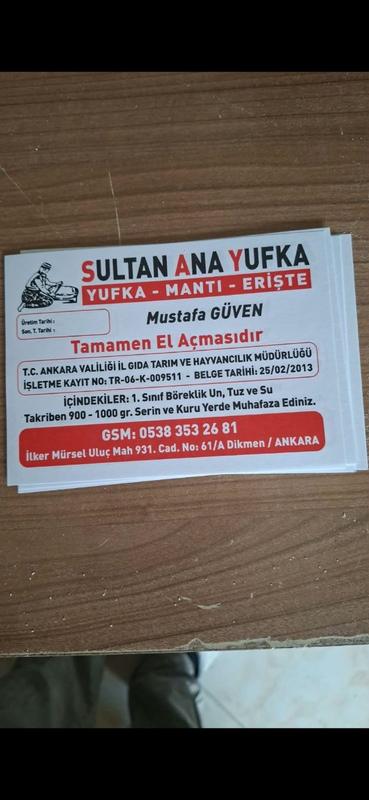 SULTAN ANA YUFKA
YUFKA - MANTI - ERİŞTE
Mustafa GÜVEN
Üretim Tarihi :
Son. T. Tarihi :
Tamamen El Açmasıdır
T.C. ANKARA VALİLİĞİ İL GIDA TARIM VE HAYVANCILIK MÜDÜRLÜĞÜ
İŞLETME KAYIT NO: TR-06-K-009511 - BELGE TARİHİ: 25/02/2013
İÇİNDEKİLER: 1. Sınıf Böreklik Un, Tuz ve Su
Takriben 900 - 1000 gr. Serin ve Kuru Yerde Muhafaza Ediniz.
GSM: 0538 353 26 81
İlker Mürsel Uluç Mah 931. Cad. No: 61/A Dikmen / ANKARA